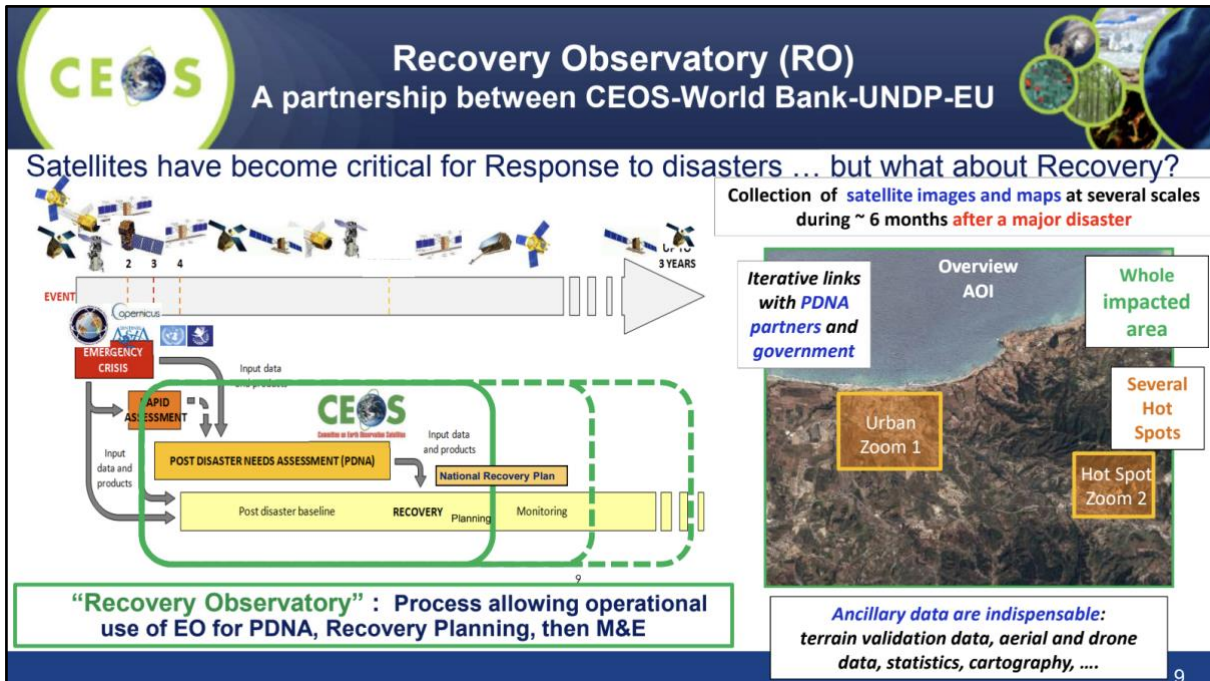 CEOS
Recovery Observatory (RO)
A partnership between CEOS-World Bank-UNDP-EU
Satellites have become critical for Response to disasters … but what about Recovery?
Collection of satellite images and maps at several scales
during ~ 6 months after a major disaster
2
3
4
3 YEARS
EVENT
Copernicus
EMERGENCY
CRISIS
Input data
and products
RAPID
ASSESSMENT
CEOS
Committee on Earth Observation Satellites
Input data
and products
Input
data and
products
POST DISASTER NEEDS ASSESSMENT (PDNA)
National Recovery Plan
Post disaster baseline
RECOVERY
Planning
Monitoring
9
Iterative links
with PDNA
partners and
government
Overview
AOI
Whole
impacted
area
Several
Hot
Spots
Urban
Zoom 1
Hot Spot
Zoom 2
"Recovery Observatory" : Process allowing operational
use of EO for PDNA, Recovery Planning, then M&E
Ancillary data are indispensable:
terrain validation data, aerial and drone
data, statistics, cartography, ....
9